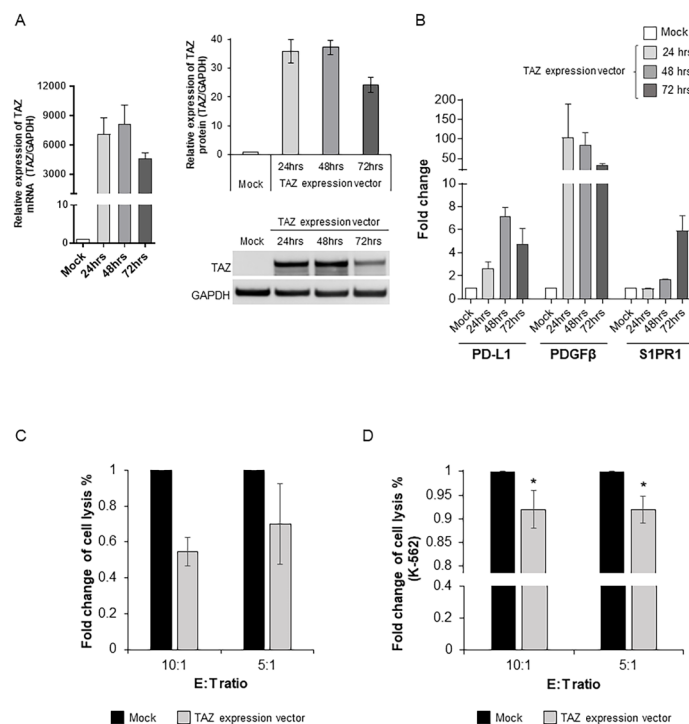 A
Relative expression of TAZ
mRNA (TAZ/GAPDH)
12000
9000
6000
3000
10
0
Mock
24hrs
48hrs
72hrs
Relative expression of TAZ
protein (TAZ/GAPDH)
40
30
20
10
0
24hrs 48hrs 72hrs
Mock TAZ expression vector
TAZ expression vector
Mock 24hrs 48hrs 72hrs
TAZ
GAPDH
B
Mock
TAZ expression vector
24 hrs
48 hrs
72 hrs
Fold change
200
150
100
50
10
8
6
4
2
0
Mock 24hrs 48hrs 72hrs Mock 24hrs 48hrs 72hrs Mock 24hrs 48hrs 72hrs
PD-L1 PDGFβ S1PR1
C
Fold change of cell lysis %
1
0.8
0.6
0.4
0.2
0
10:1 5:1
E:T ratio
Mock TAZ expression vector
D
Fold change of cell lysis %
(K-562)
1
0.95
0.9
0.85
0.8
0.4
0.2
0
* *
10:1 5:1
E:T ratio
Mock TAZ expression vector